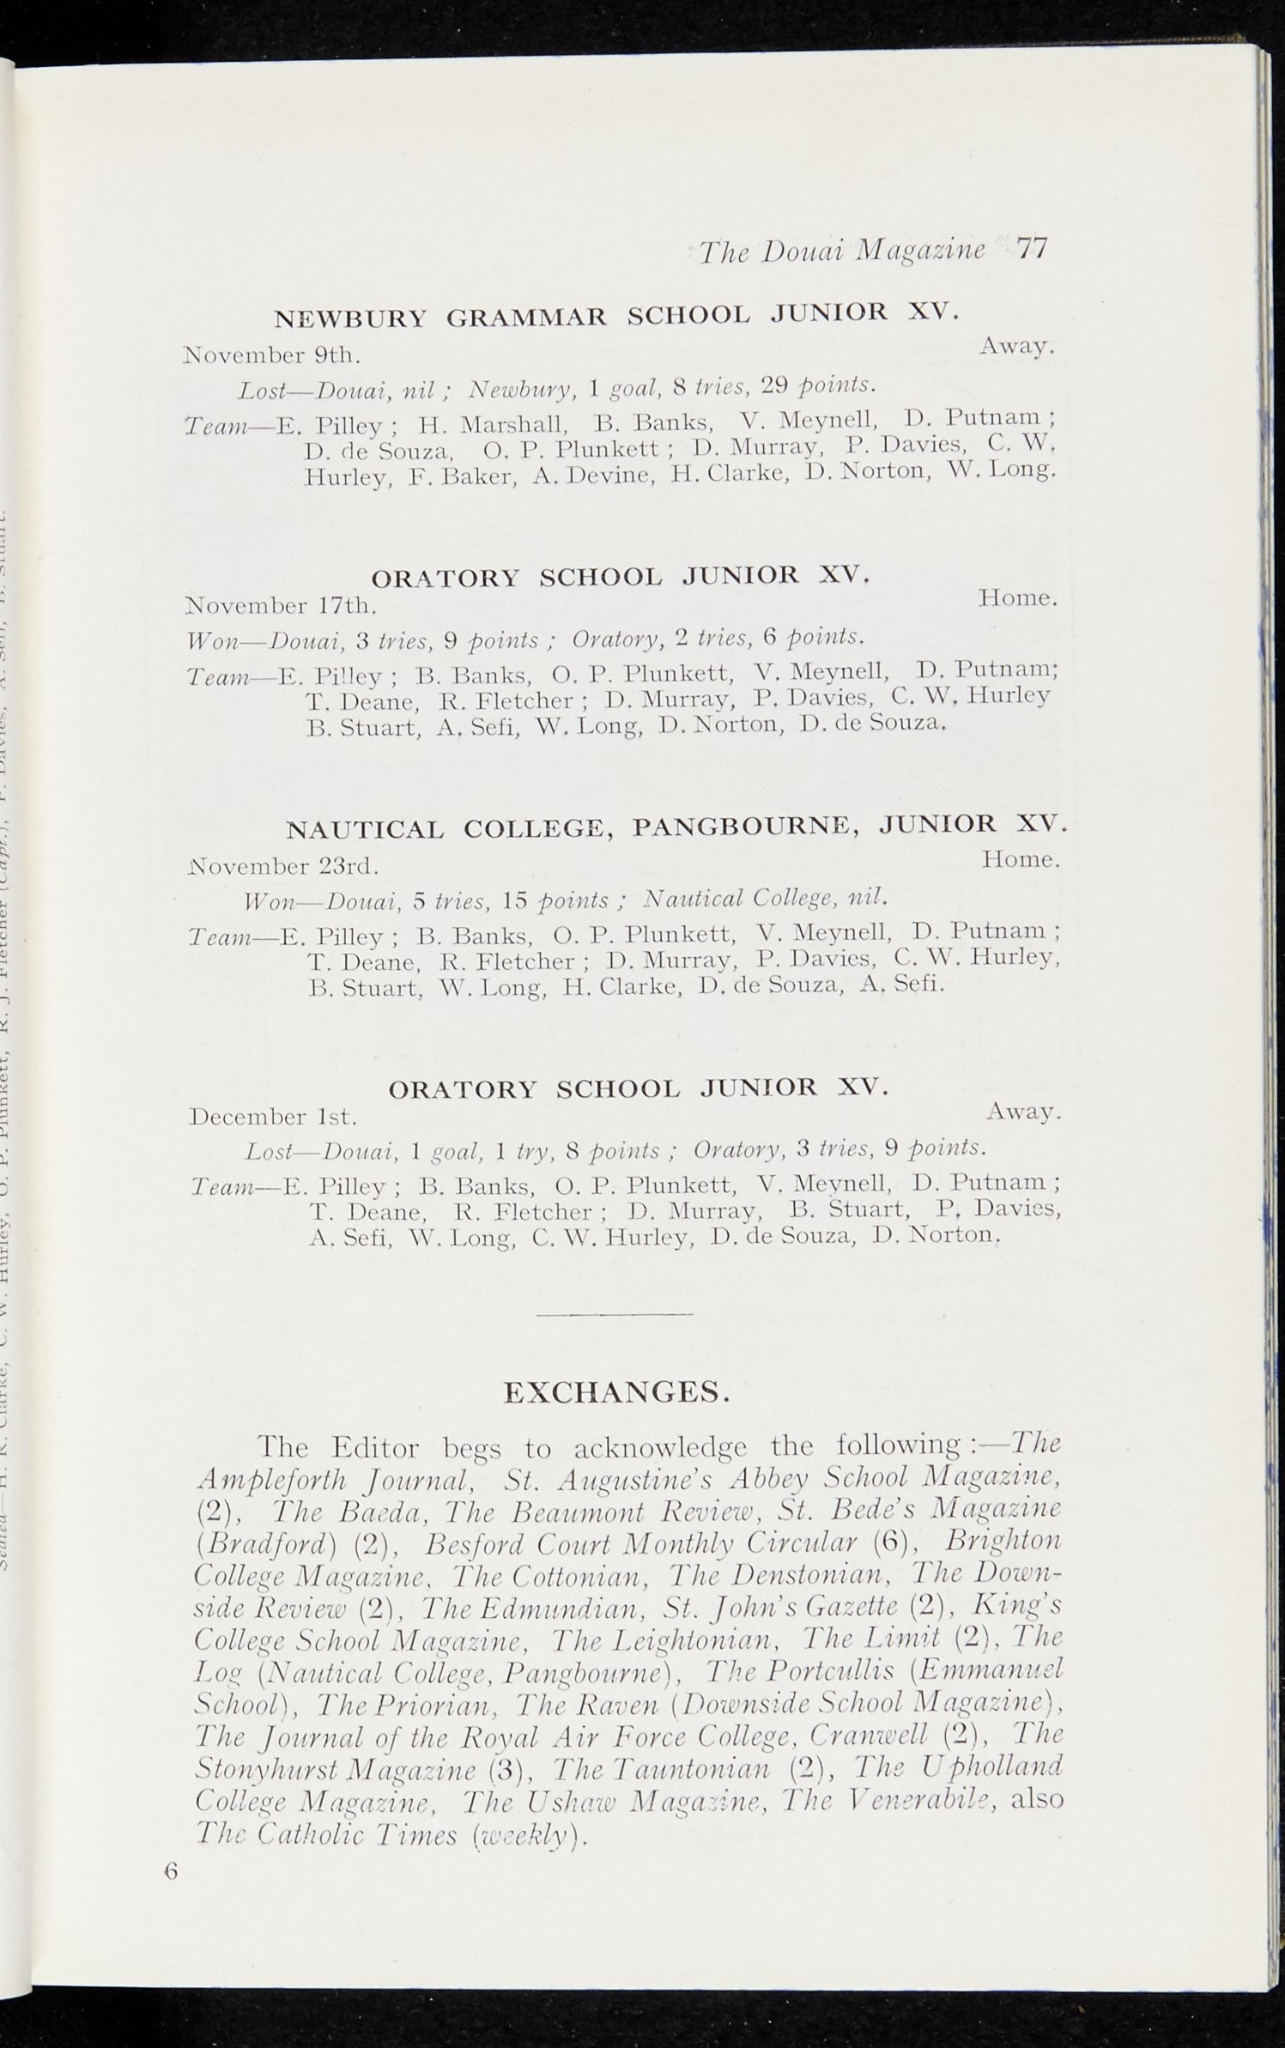 The Douai Magazine 77
NEWBURY GRAMMAR SCHOOL JUNIOR XV.
November 9th. Away.
Lost—Douai, nil ; Newbury, 1 goal, 8 tries, 29 points.
Team—E. Pilley ; H. Marshall, B. Banks, V. Meynell, D. Putnam ;
D. de Souza, O. P. Plunkett ; D. Murray, P. Davies, C. W.
Hurley, F. Baker, A. Devine, H. Clarke, D. Norton, W. Long.
ORATORY SCHOOL JUNIOR XV.
November 17th. Home.
Won—Douai, 3 tries, 9 points ; Oratory, 2 tries, 6 points.
Team—E. Pilley ; B. Banks, O. P. Plunkett, V. Meynell, D. Putnam;
T. Deane, R. Fletcher ; D. Murray, P. Davies, C. W. Hurley
B. Stuart, A. Sefi, W. Long, D. Norton, D. de Souza.
NAUTICAL COLLEGE, PANGBOURNE, JUNIOR XV.
November 23rd. Home.
Won—Douai, 5 tries, 15 points ; Nautical College, nil.
Team—E. Pilley ; B. Banks, O. P. Plunkett, V. Meynell, D. Putnam ;
T. Deane, R. Fletcher ; D. Murray, P. Davies, C. W. Hurley,
B. Stuart, W. Long, H. Clarke, D. de Souza, A. Sefi.
ORATORY SCHOOL JUNIOR XV.
December 1st. Away.
Lost—Douai, 1 goal, 1 try, 8 points ; Oratory, 3 tries, 9 points.
Team—E. Pilley ; B. Banks, O. P. Plunkett, V. Meynell, D. Putnam ;
T. Deane, R. Fletcher ; D. Murray, B. Stuart, P. Davies,
A. Sefi, W. Long, C. W. Hurley, D. de Souza, D. Norton.
EXCHANGES.
The Editor begs to acknowledge the following :—The
Ampleforth Journal, St. Augustine's Abbey School Magazine,
(2), The Baeda, The Beaumont Review, St. Bede's Magazine
(Bradford) (2), Besford Court Monthly Circular (6), Brighton
College Magazine, The Cottonian, The Denstonian, The Down-
side Review (2), The Edmundian, St. John's Gazette (2), King's
College School Magazine, The Leightonian, The Limit (2), The
Log (Nautical College, Pangbourne), The Portcullis (Emmanuel
School), The Priorian, The Raven (Downside School Magazine),
The Journal of the Royal Air Force College, Cranwell (2), The
Stonyhurst Magazine (3), The Tauntonian (2), The Upholland
College Magazine, The Ushaw Magazine, The Venerabile, also
The Catholic Times (weekly).
6
H. R. Clarke, C. W. Hurley, O. P. Plunkett, R. J. Fletcher (Capt.), P. Davies, A. Sefi, B. Stuart.